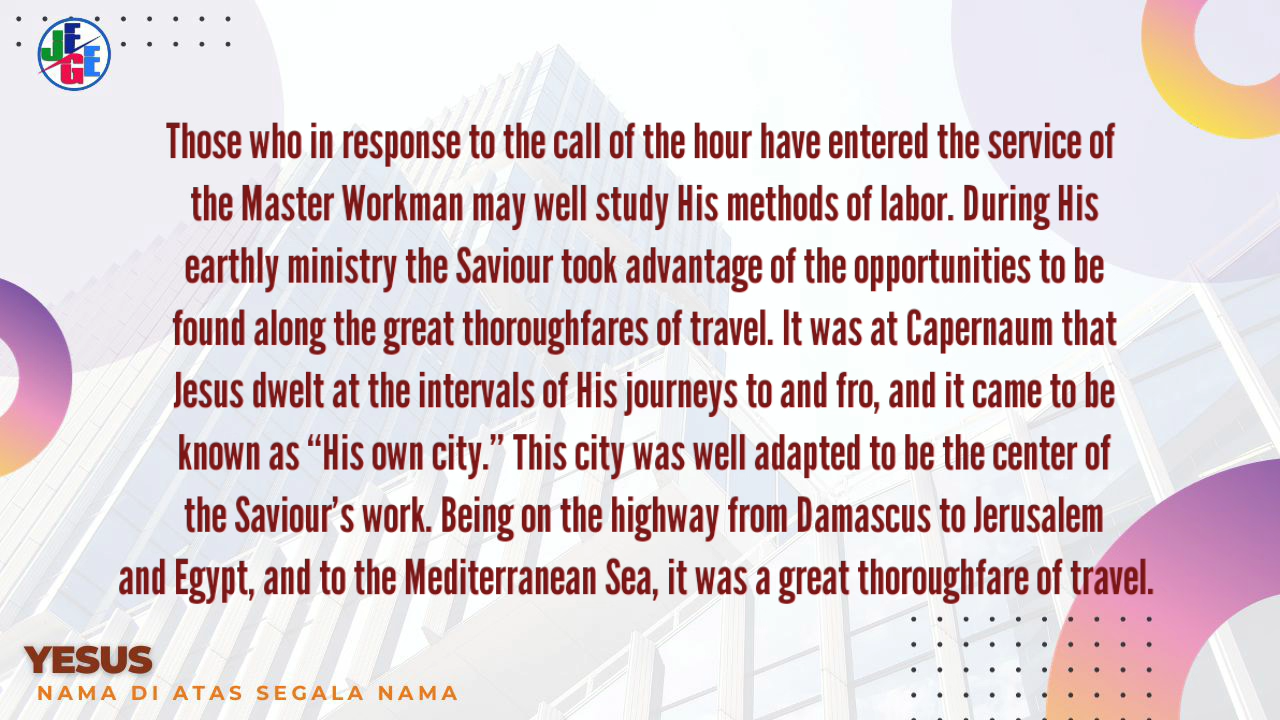 JEGE
Those who in response to the call of the hour have entered the service of
the Master Workman may well study His methods of labor. During His
earthly ministry the Saviour took advantage of the opportunities to be
found along the great thoroughfares of travel. It was at Capernaum that
Jesus dwelt at the intervals of His journeys to and fro, and it came to be
known as “His own city.” This city was well adapted to be the center of
the Saviour’s work. Being on the highway from Damascus to Jerusalem
and Egypt, and to the Mediterranean Sea, it was a great thoroughfare of travel.
YESUS
NAMA DI ATAS SEGALA NAMA